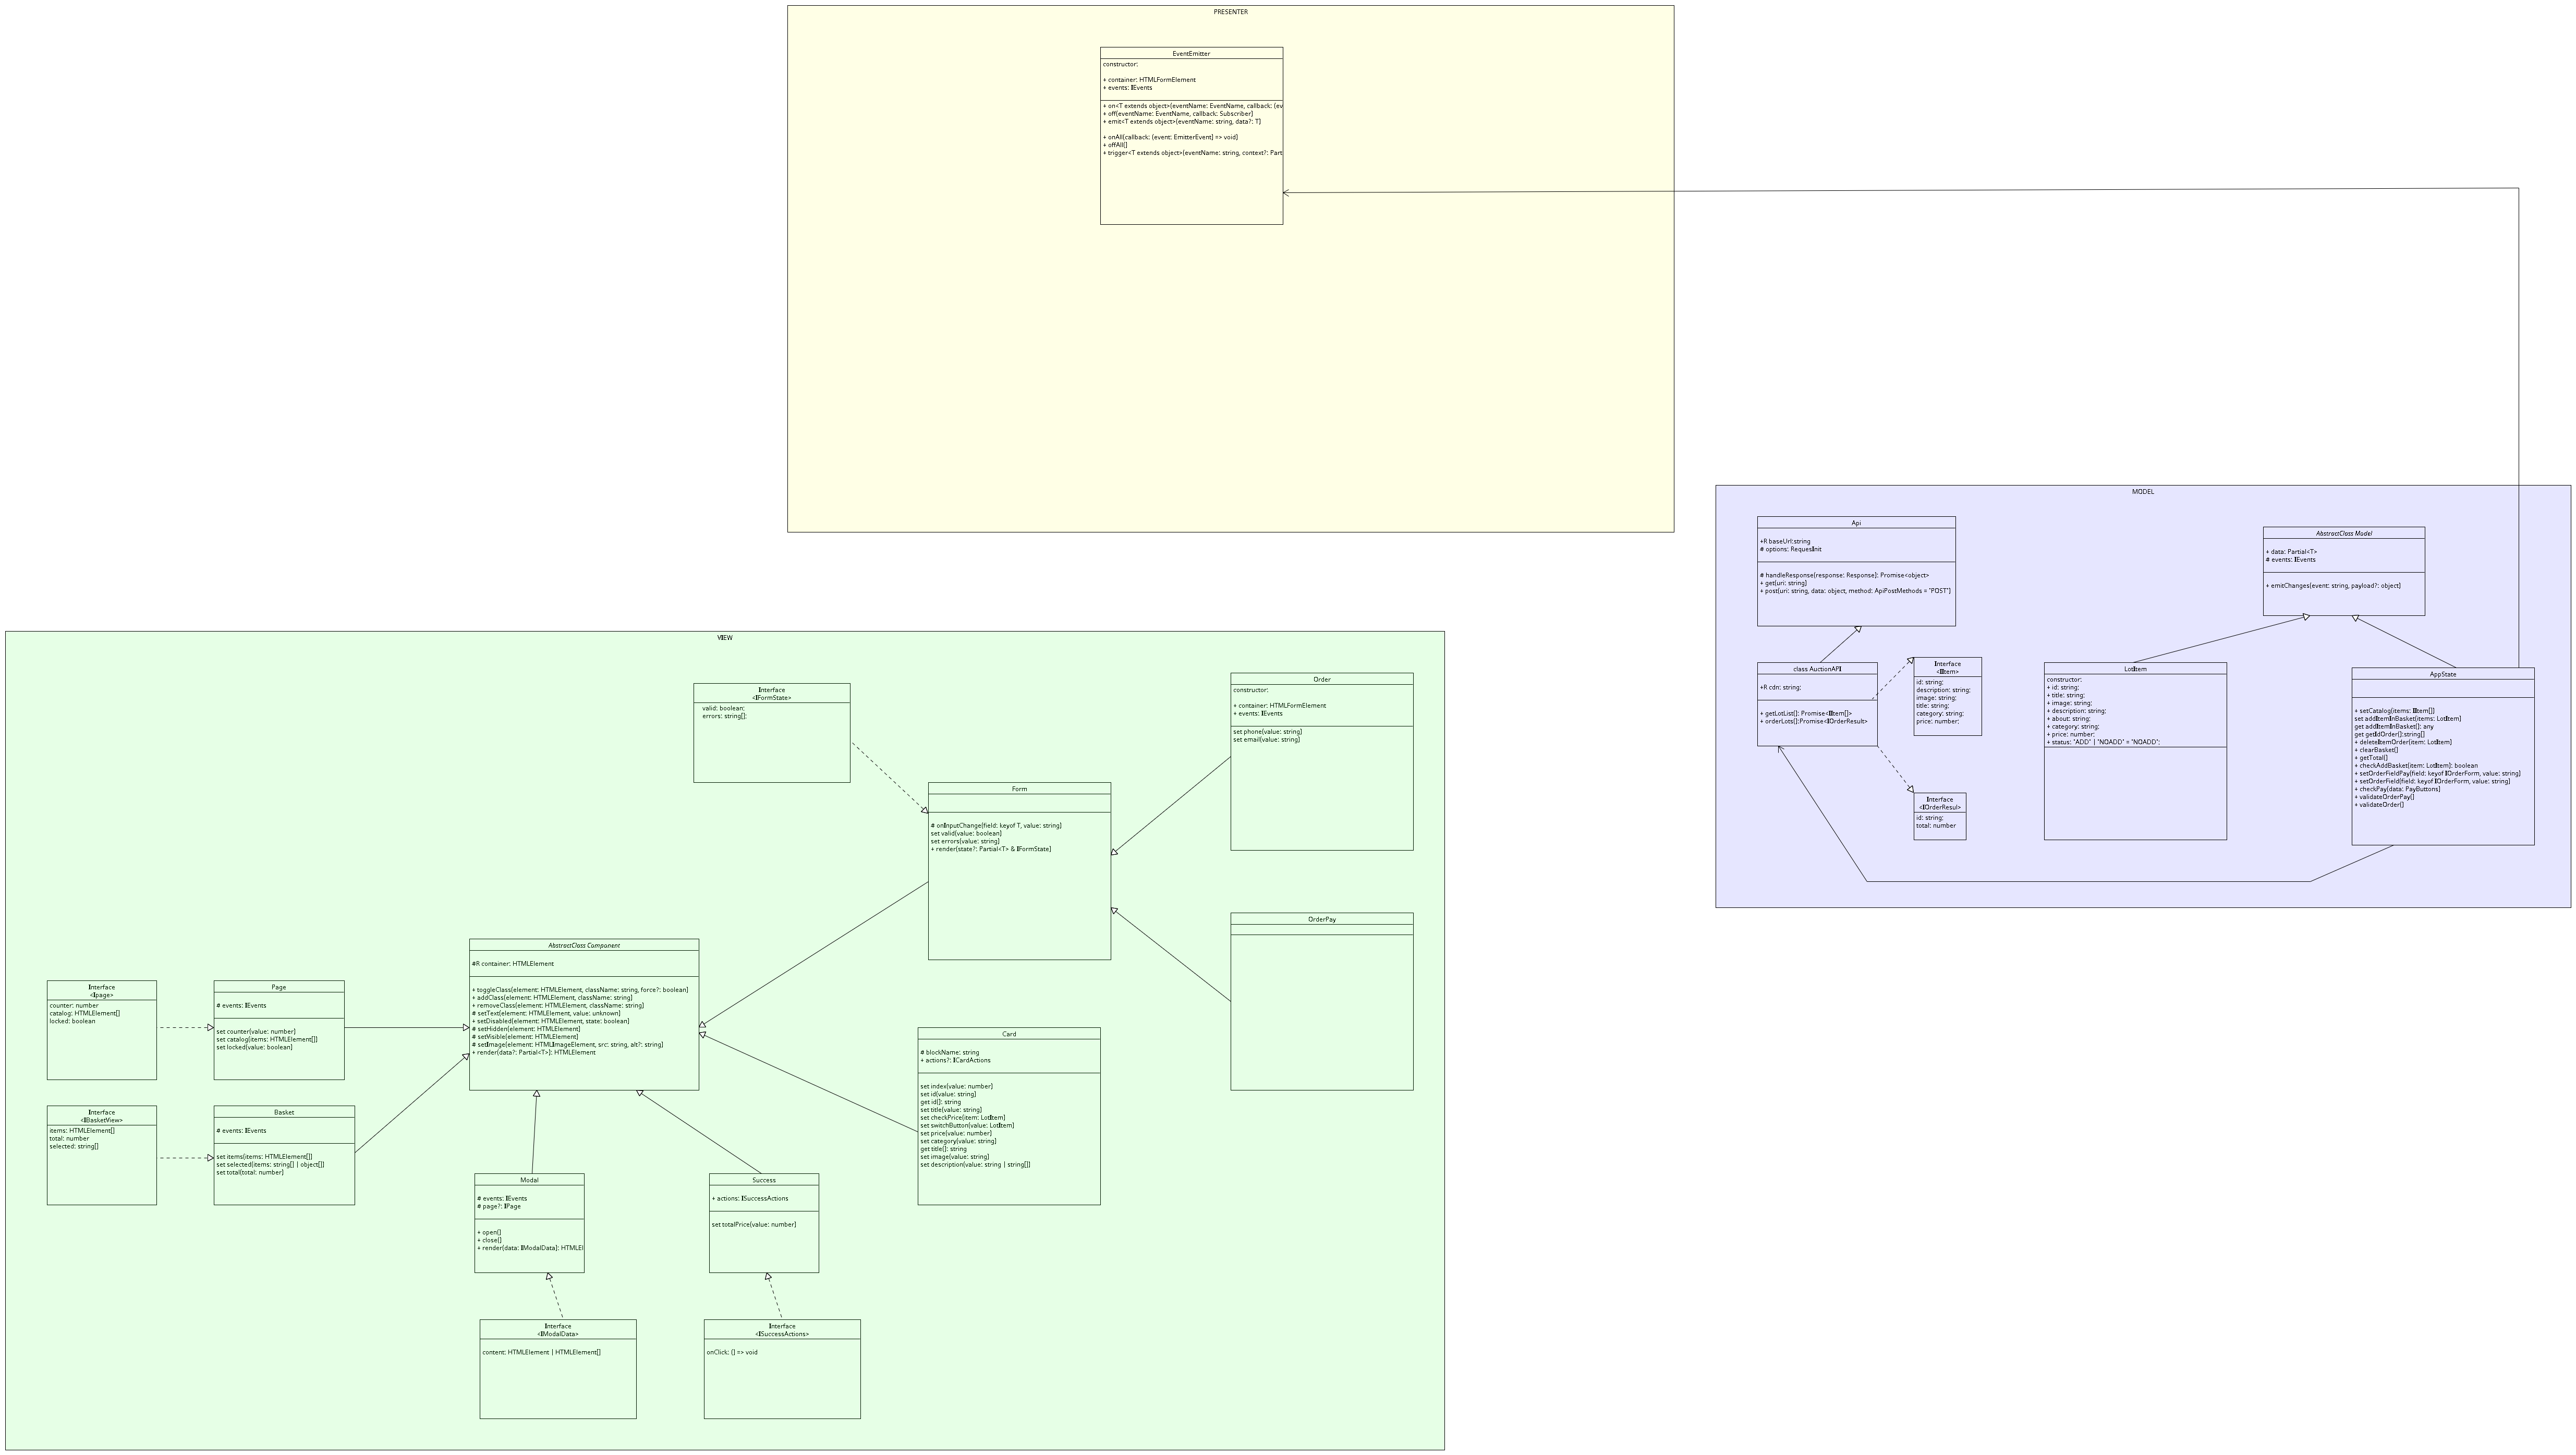 PRESENTER
EventEmitter
constructor:
+ container: HTMLFormElement
+ events: IEvents
+ on<T extends object>(eventName: EventName, callback: (ev
+ off(eventName: EventName, callback: Subscriber)
+ emit<T extends object>(eventName: string, data?: T)
+ onAll(callback: (event: EmitterEvent) => void)
+ offAll()
+ trigger<T extends object>(eventName: string, context?: Part
MODEL
Api
+R baseUrl:string
# options: RequesInit
# handleResponse(response: Response): Promise<object>
+ get(uri: string)
+ post(uri: string, data: object, method: ApiPostMethods = "POST")
AbstractClass Model
+ data: Partial<T>
# events: IEvents
+ emitChanges(event: string, payload?: object)
class AuctionAPI
+R cdn: string;
+ getLotList(): Promise<IItem[]>
+ orderLots():Promise<IOrderResult>
Interface
<IItem>
id: string;
description: string;
image: string;
title: string;
category: string;
price: number;
Interface
<IOrderResul>
id: string;
total: number
LotItem
constructor:
+ id: string;
+ title: string;
+ image: string;
+ description: string;
+ about: string;
+ category: string;
+ price: number;
+ status: "ADD" | "NOADD" = "NOADD";
AppState
+ setCatalog(items: IItem[])
set addItemInBasket(items: LotItem)
get addItemInBasket(): any
get getIdOrder():string[]
+ deleteItemOrder(item: LotItem)
+ clearBasket()
+ getTotal()
+ checkAddBasket(item: LotItem): boolean
+ setOrderFieldPay(field: keyof IOrderForm, value: string)
+ setOrderField(field: keyof IOrderForm, value: string)
+ checkPay(data: PayButtons)
+ validateOrderPay()
+ validateOrder()
VIEW
Interface
<IFormState>
valid: boolean;
errors: string[];
Order
constructor:
+ container: HTMLFormElement
+ events: IEvents
set phone(value: string)
set email(value: string)
Form
# onInputChange(field: keyof T, value: string)
set valid(value: boolean)
set errors(value: string)
+ render(state?: Partial<T> & IFormState)
OrderPay
AbstractClass Component
#R container: HTMLElement
+ toggleClass(element: HTMLElement, className: string, force?: boolean)
+ addClass(element: HTMLElement, className: string)
+ removeClass(element: HTMLElement, className: string)
# setText(element: HTMLElement, value: unknown)
+ setDisabled(element: HTMLElement, state: boolean)
# setHidden(element: HTMLElement)
# setVisible(element: HTMLElement)
# setImage(element: HTMLImageElement, src: string, alt?: string)
+ render(data?: Partial<T>): HTMLElement
Interface
<Ipage>
counter: number
catalog: HTMLElement[]
locked: boolean
Page
# events: IEvents
set counter(value: number)
set catalog(items: HTMLElement[])
set locked(value: boolean)
Interface
<IBasketView>
items: HTMLElement[]
total: number
selected: string[]
Basket
# events: IEvents
set items(items: HTMLElement[])
set selected(items: string[] | object[])
set total(total: number)
Card
# blockName: string
+ actions?: ICardActions
set index(value: number)
set id(value: string)
get id(): string
set title(value: string)
set checkPrice(item: LotItem)
set switchButton(value: LotItem)
set price(value: number)
set category(value: string)
get title(): string
set image(value: string)
set description(value: string | string[])
Modal
# events: IEvents
# page?: IPage
+ open()
+ close()
+ render(data: IModalData): HTMLEl
Success
+ actions: ISuccessActions
set totalPrice(value: number)
Interface
<IModalData>
content: HTMLElement | HTMLElement[]
Interface
<ISuccessActions>
onClick: () => void